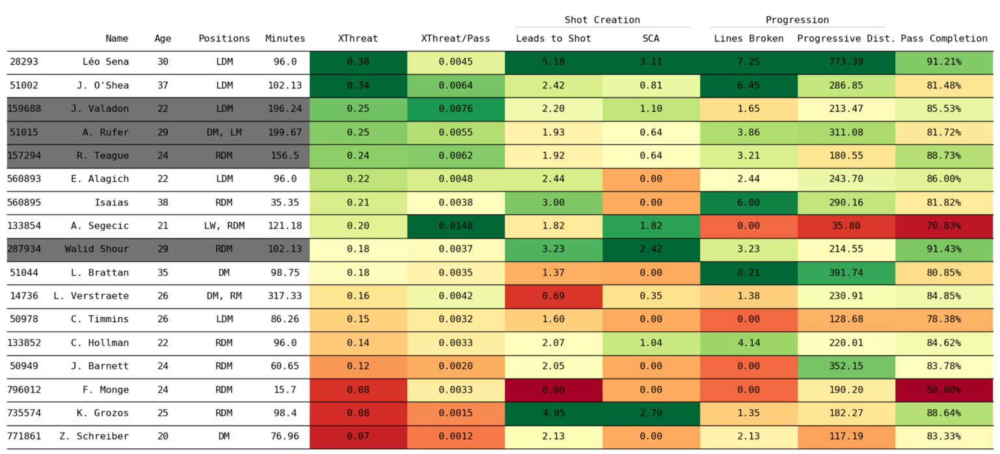 Shot Creation Progression
Name Age Positions Minutes XThreat XThreat/Pass Leads to Shot SCA Lines Broken Progressive Dist. Pass Completion
28293 Léo Sena 30 LDM 96.0 0.38 0.0045 5.18 3.11 7.25 773.39 91.21%
51002 J. O'Shea 37 LDM 102.13 0.34 0.0064 2.42 0.81 6.45 286.85 81.48%
159688 J. Valadon 22 LDM 196.24 0.25 0.0076 2.20 1.10 1.65 213.47 85.53%
51015 A. Rufer 29 DM, LM 199.67 0.25 0.0055 1.93 0.64 3.86 311.08 81.72%
157294 R. Teague 24 RDM 156.5 0.24 0.0062 1.92 0.64 3.21 180.55 88.73%
560893 E. Alagich 22 LDM 96.0 0.22 0.0048 2.44 0.00 2.44 243.70 86.00%
560895 Isaias 38 RDM 35.35 0.21 0.0038 3.00 0.00 6.00 290.16 81.82%
133854 A. Segecic 21 LW, RDM 121.18 0.20 0.0148 1.82 1.82 0.00 35.80 70.83%
287934 Walid Shour 29 RDM 102.13 0.18 0.0037 3.23 2.42 3.23 214.55 91.43%
51044 L. Brattan 35 DM 98.75 0.18 0.0035 1.37 0.00 8.21 391.74 80.85%
14736 L. Verstraete 26 DM, RM 317.33 0.16 0.0042 0.69 0.35 1.38 230.91 84.85%
50978 C. Timmins 26 LDM 86.26 0.15 0.0032 1.60 0.00 0.00 128.68 78.38%
133852 C. Hollman 22 RDM 96.0 0.14 0.0033 2.07 1.04 4.14 220.01 84.62%
50949 J. Barnett 24 RDM 60.65 0.12 0.0020 2.05 0.00 0.00 352.15 83.78%
796012 F. Monge 24 RDM 15.7 0.08 0.0033 0.00 0.00 0.00 190.20 50.00%
735574 K. Grozos 25 RDM 98.4 0.08 0.0015 4.05 2.70 1.35 182.27 88.64%
771861 Z. Schreiber 20 DM 76.96 0.07 0.0012 2.13 0.00 2.13 117.19 83.33%